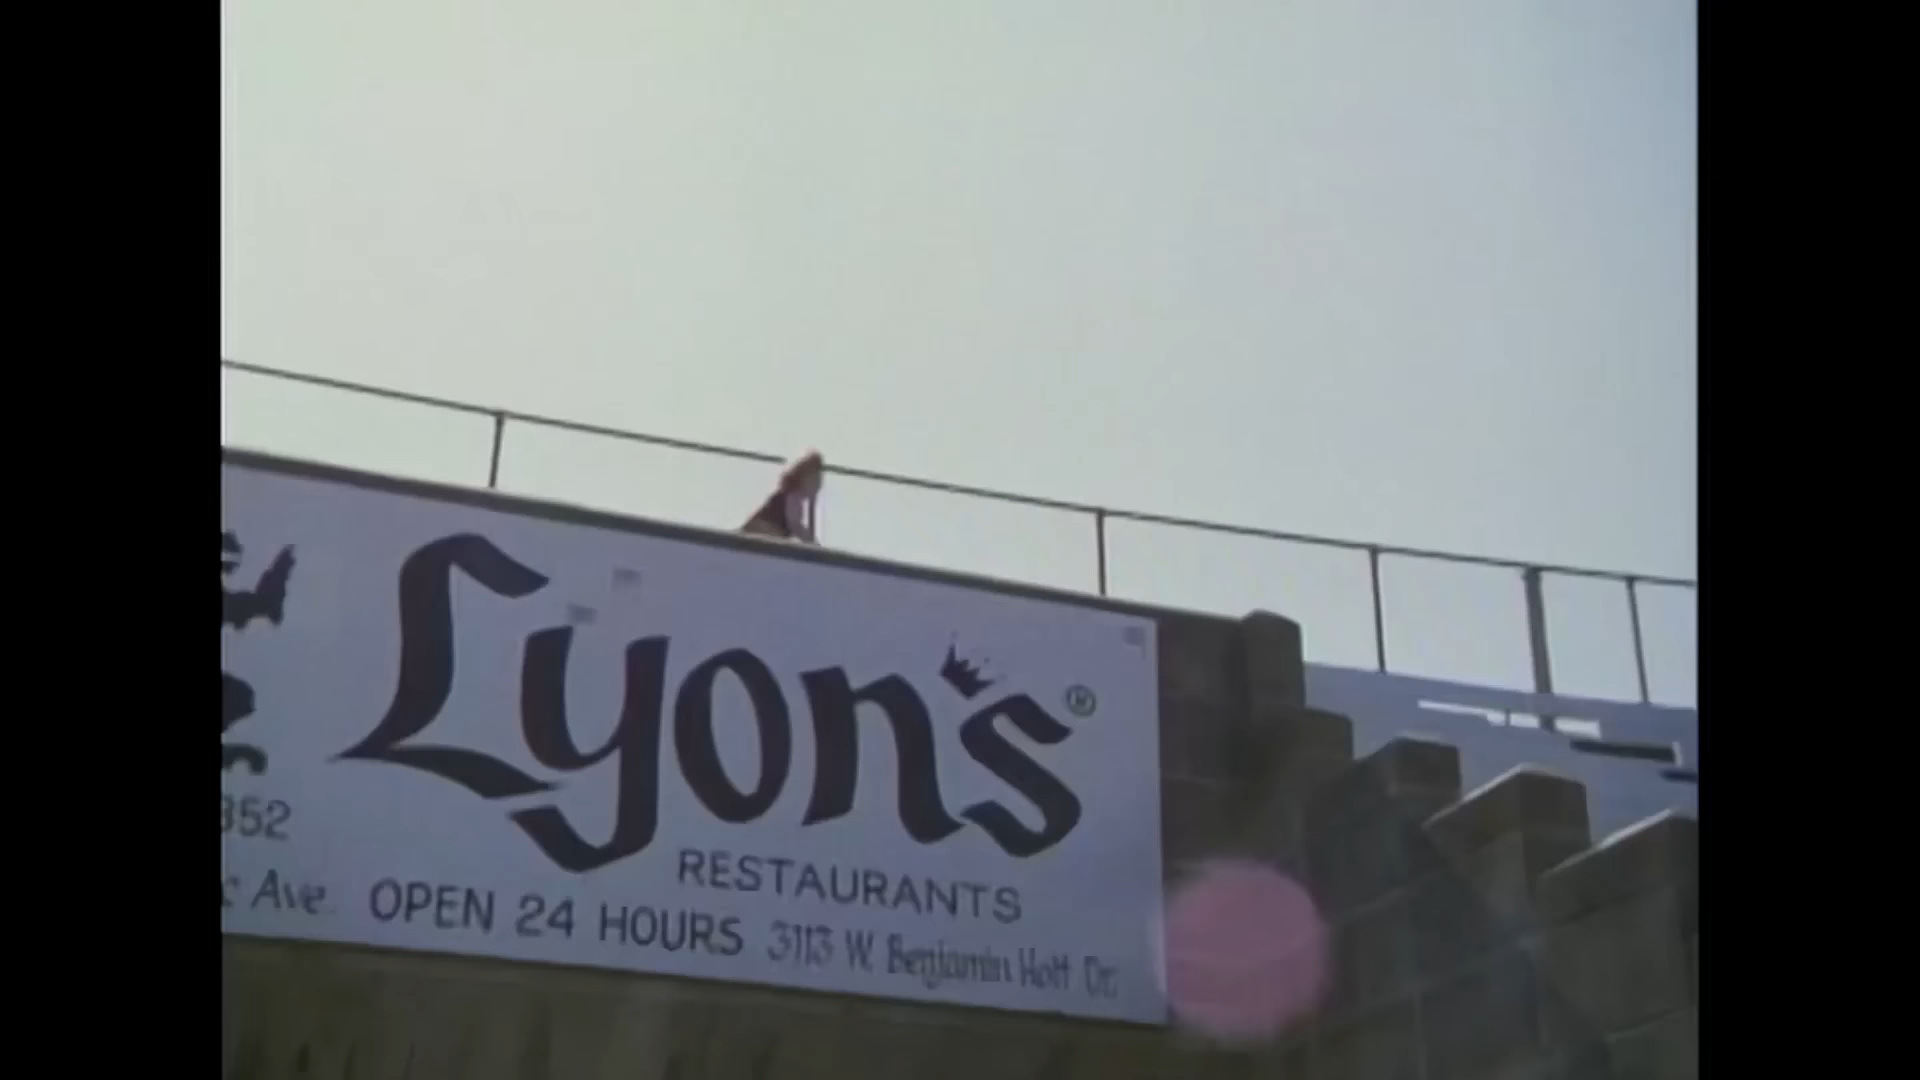 Lyon's ®
RESTAURANTS
352
c Ave. OPEN 24 HOURS 3113 W. Benjamin Holt Dr.